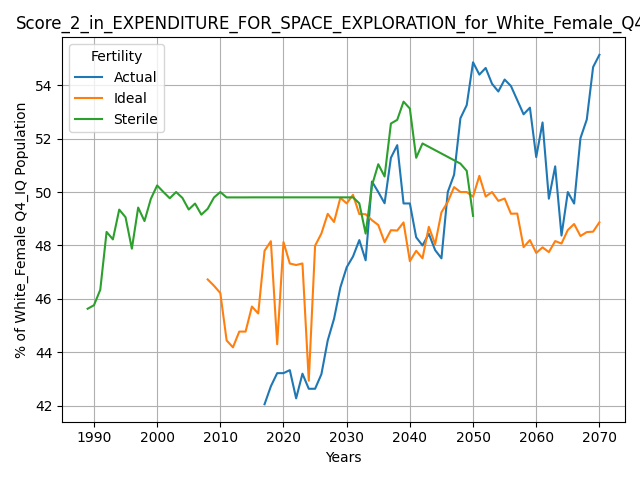 Score_2_in_EXPENDITURE_FOR_SPACE_EXPLORATION_for_White_Female_Q4
Fertility
Actual
Ideal
Sterile
% of White_Female Q4_IQ Population
54
52
50
48
46
44
42
1990 2000 2010 2020 2030 2040 2050 2060 2070
Years